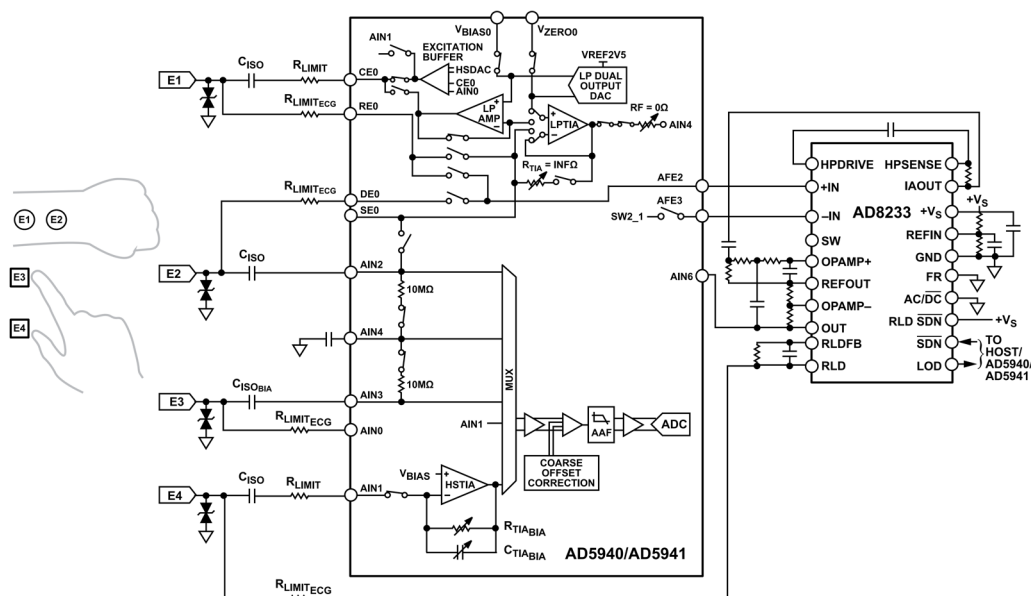 VBIAS0
VZERO0
AIN1
EXCITATION
BUFFER
VREF2V5
HSDAC
CE0
AIN0
LP DUAL
OUTPUT
DAC
E1
CISO
RLIMIT
CE0
RLIMITECG
RE0
LP
AMP
+
−
+
−
LPTIA
RF = 0Ω
AIN4
RTIA = INFΩ
HPDRIVE
HPSENSE
IAOUT
+IN
AD8233
−IN
+VS
+VS
SW
REFIN
OPAMP+
GND
REFOUT
FR
OPAMP−
AC/DC
OUT
RLD SDN
+VS
RLDFB
SDN
RLD
LOD
TO
HOST/
AD5940/
AD5941
RLIMITECG
DE0
SE0
AFE2
AFE3
SW2_1
AIN6
E1
E2
E3
E4
E2
CISO
AIN2
10MΩ
AIN4
10MΩ
MUX
E3
CISOBIA
AIN3
RLIMITECG
AIN0
AIN1
AAF
ADC
COARSE
OFFSET
CORRECTION
E4
CISO
RLIMIT
AIN1
VBIAS
+
−
HSTIA
RTIABIA
CTIABIA
AD5940/AD5941
RLIMITECG